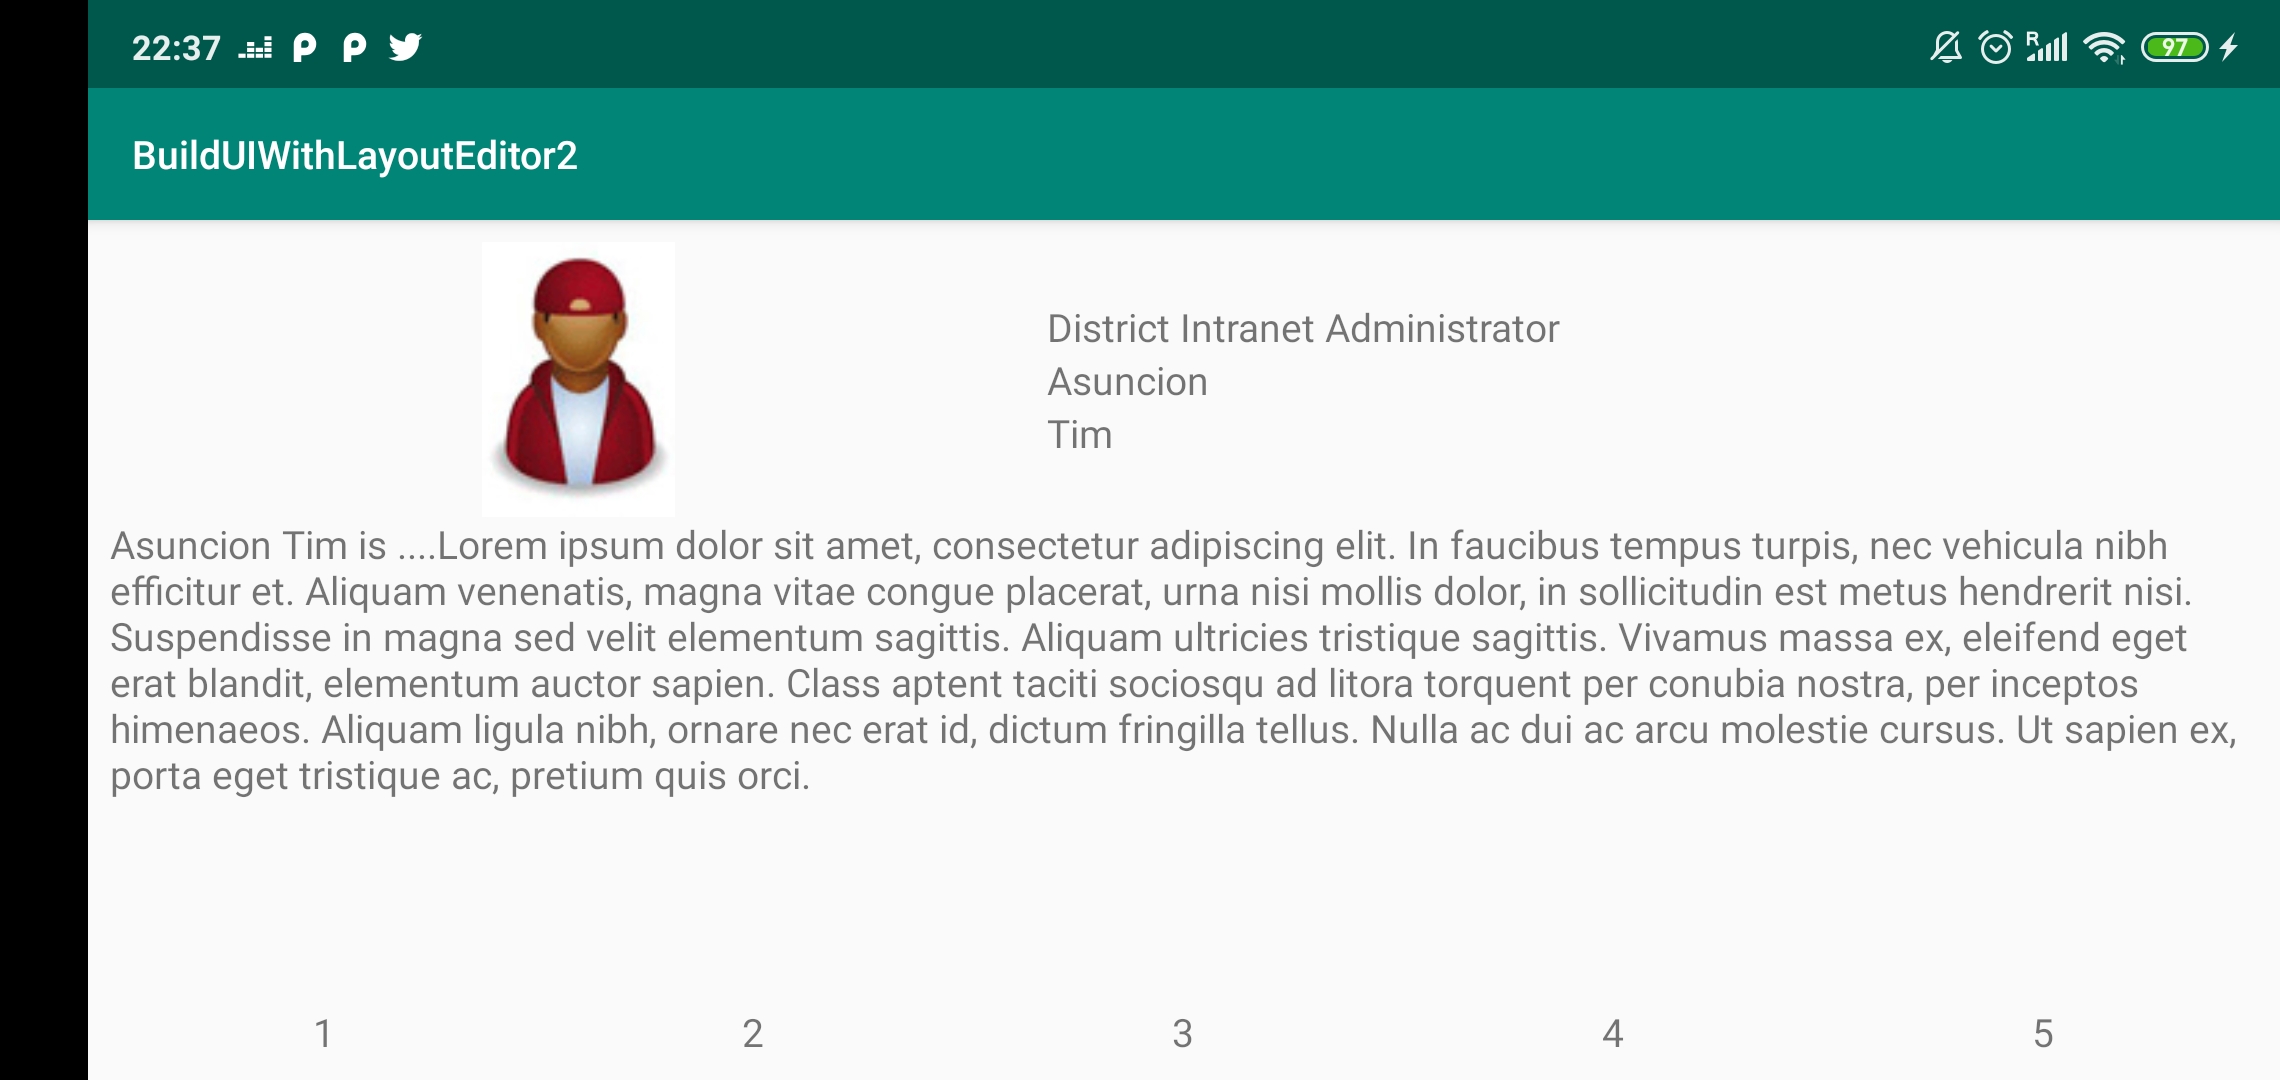 22:37
R
97
BuildUIWithLayoutEditor2
District Intranet Administrator
Asuncion
Tim
Asuncion Tim is ....Lorem ipsum dolor sit amet, consectetur adipiscing elit. In faucibus tempus turpis, nec vehicula nibh
efficitur et. Aliquam venenatis, magna vitae congue placerat, urna nisi mollis dolor, in sollicitudin est metus hendrerit nisi.
Suspendisse in magna sed velit elementum sagittis. Aliquam ultricies tristique sagittis. Vivamus massa ex, eleifend eget
erat blandit, elementum auctor sapien. Class aptent taciti sociosqu ad litora torquent per conubia nostra, per inceptos
himenaeos. Aliquam ligula nibh, ornare nec erat id, dictum fringilla tellus. Nulla ac dui ac arcu molestie cursus. Ut sapien ex,
porta eget tristique ac, pretium quis orci.
1 2 3 4 5